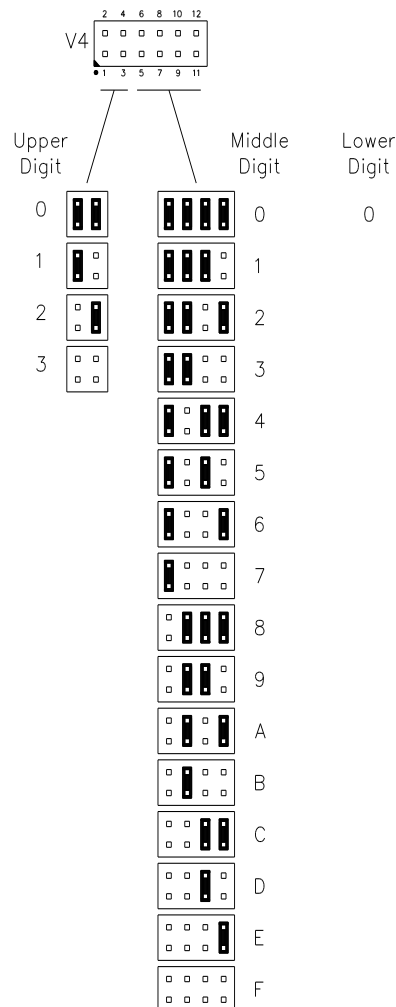 2 4 6 8 10 12
V4
1 3 5 7 9 11
Upper Digit
Middle Digit
Lower Digit
0 0 0
1 1
2 2
3 3
4
5
6
7
8
9
A
B
C
D
E
F